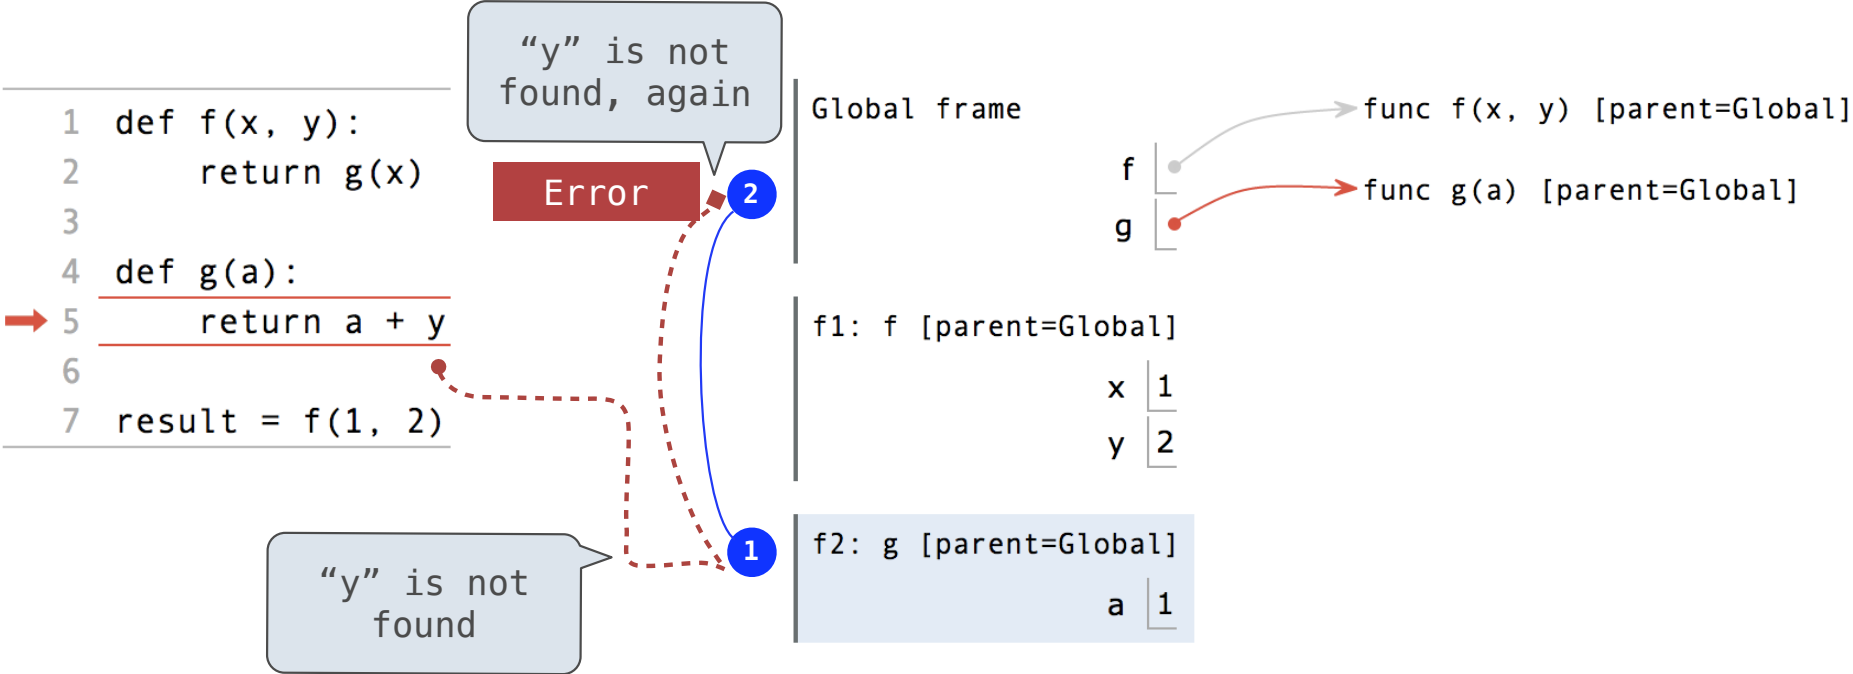 “y” is not
found, again
Error
1 def f(x, y):
2     return g(x)
3
4 def g(a):
5     return a + y
6
7 result = f(1, 2)
“y” is not
found
2
1
Global frame
f
g
func f(x, y) [parent=Global]
func g(a) [parent=Global]
f1: f [parent=Global]
x 1
y 2
f2: g [parent=Global]
a 1